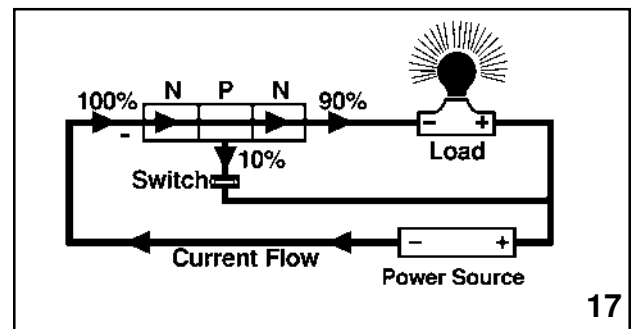 N P N
100% 90%
- - +
Load
10%
Switch
Current Flow
- +
Power Source
17